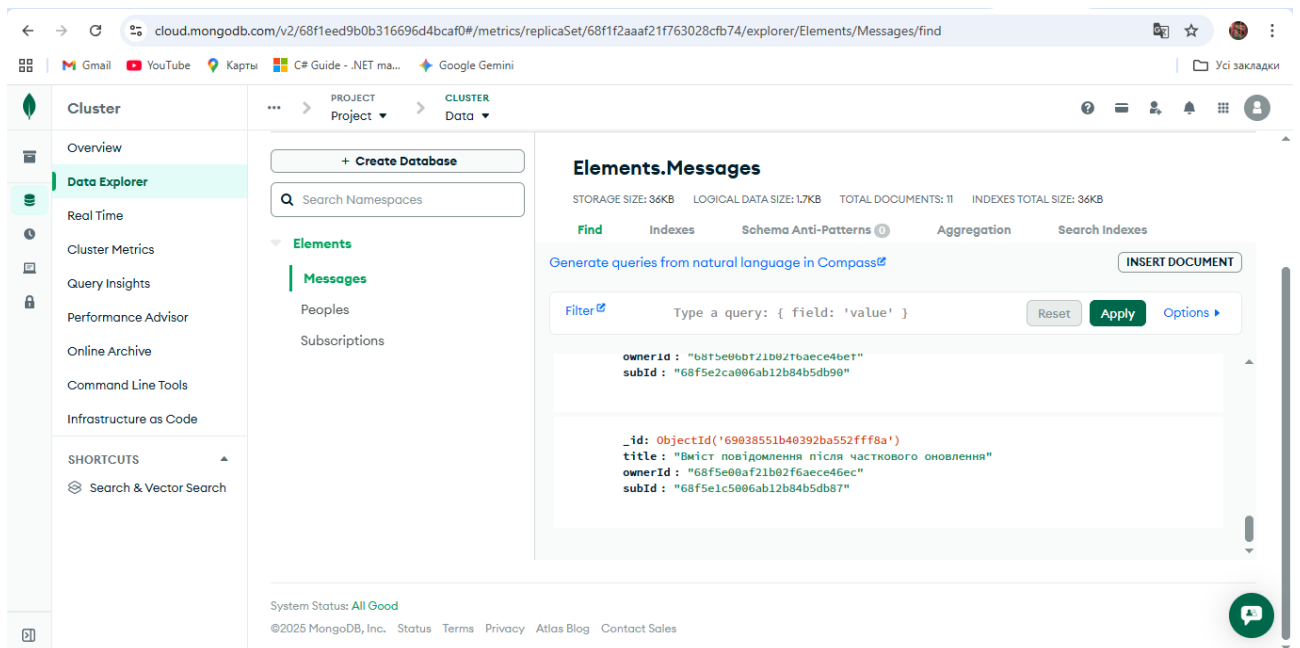 cloud.mongodb.com/v2/68f1eed9b0b316696d4bcaf0#/metrics/replicaSet/68f1f2aaaf21f763028cfb74/explorer/Elements/Messages/find
Gmail YouTube Карты C# Guide - .NET ma... Google Gemini Усі закладки
Cluster
... PROJECT CLUSTER
Project Data
Overview
Data Explorer
Real Time
Cluster Metrics
Query Insights
Performance Advisor
Online Archive
Command Line Tools
Infrastructure as Code
SHORTCUTS
Search & Vector Search
+ Create Database
Search Namespaces
Elements
Messages
Peoples
Subscriptions
Elements.Messages
STORAGE SIZE: 36KB LOGICAL DATA SIZE: 1.7KB TOTAL DOCUMENTS: 11 INDEXES TOTAL SIZE: 36KB
Find Indexes Schema Anti-Patterns 0 Aggregation Search Indexes
Generate queries from natural language in Compass INSERT DOCUMENT
Filter Type a query: { field: 'value' } Reset Apply Options
ownerId : "68f5e06bf21b02f6aece46ef"
subId : "68f5e2ca006ab12b84b5db90"
_id: ObjectId('69038551b40392ba552fff8a')
title : "Вміст повідомлення після часткового оновлення"
ownerId : "68f5e00af21b02f6aece46ec"
subId : "68f5e1c5006ab12b84b5db87"
System Status: All Good
©2025 MongoDB, Inc. Status Terms Privacy Atlas Blog Contact Sales